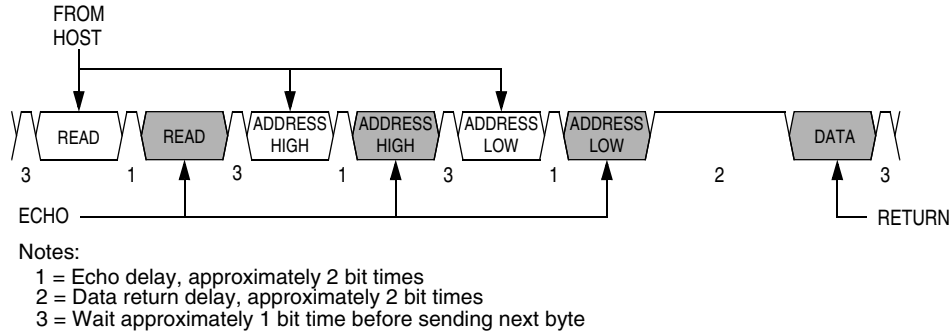 FROM
HOST
READ
READ
ADDRESS
HIGH
ADDRESS
HIGH
ADDRESS
LOW
ADDRESS
LOW
DATA
3 1 3 1 3 1 2 3
ECHO
RETURN
Notes:
1 = Echo delay, approximately 2 bit times
2 = Data return delay, approximately 2 bit times
3 = Wait approximately 1 bit time before sending next byte